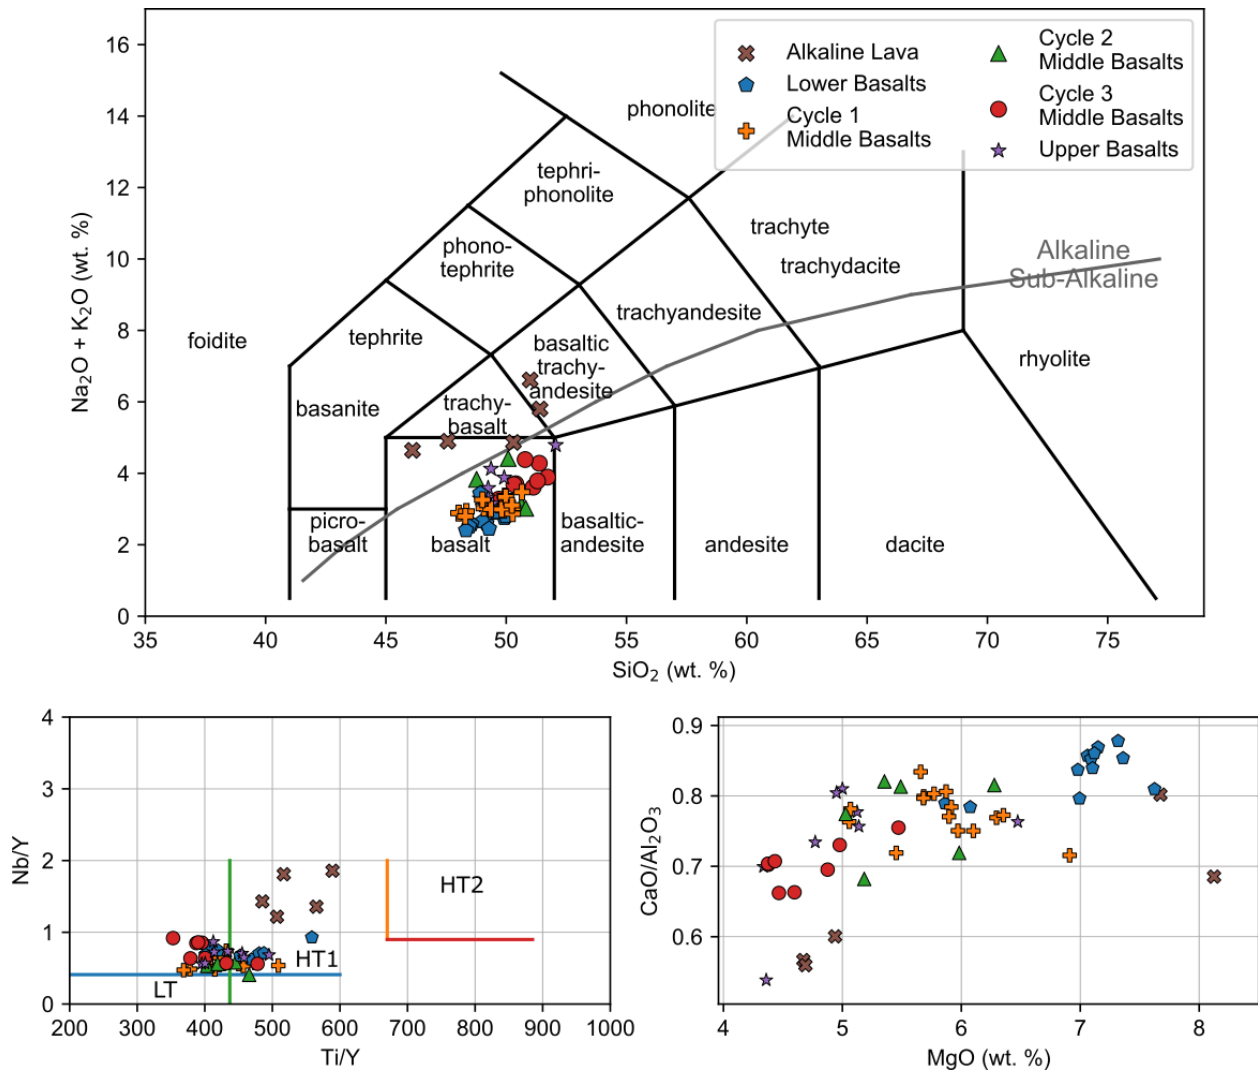 16
14
12
10
8
6
4
2
0
Na₂O + K₂O (wt. %)
35
40
45
50
55
60
65
70
75
SiO₂ (wt. %)
Alkaline Lava
Lower Basalts
Cycle 1
Middle Basalts
Cycle 2
Middle Basalts
Cycle 3
Middle Basalts
Upper Basalts
phonolite
tephri-
phonolite
trachyte
phono-
tephrite
trachydacite
Alkaline
Sub-Alkaline
trachyandesite
foidite
tephrite
basaltic
trachy-
andesite
rhyolite
basanite
trachy-
basalt
picro-
basalt
basalt
basaltic-
andesite
andesite
dacite
4
3
2
1
0
Nb/Y
HT2
HT1
LT
200
300
400
500
600
700
800
900
1000
Ti/Y
0.9
0.8
0.7
0.6
CaO/Al₂O₃
4
5
6
7
8
MgO (wt. %)